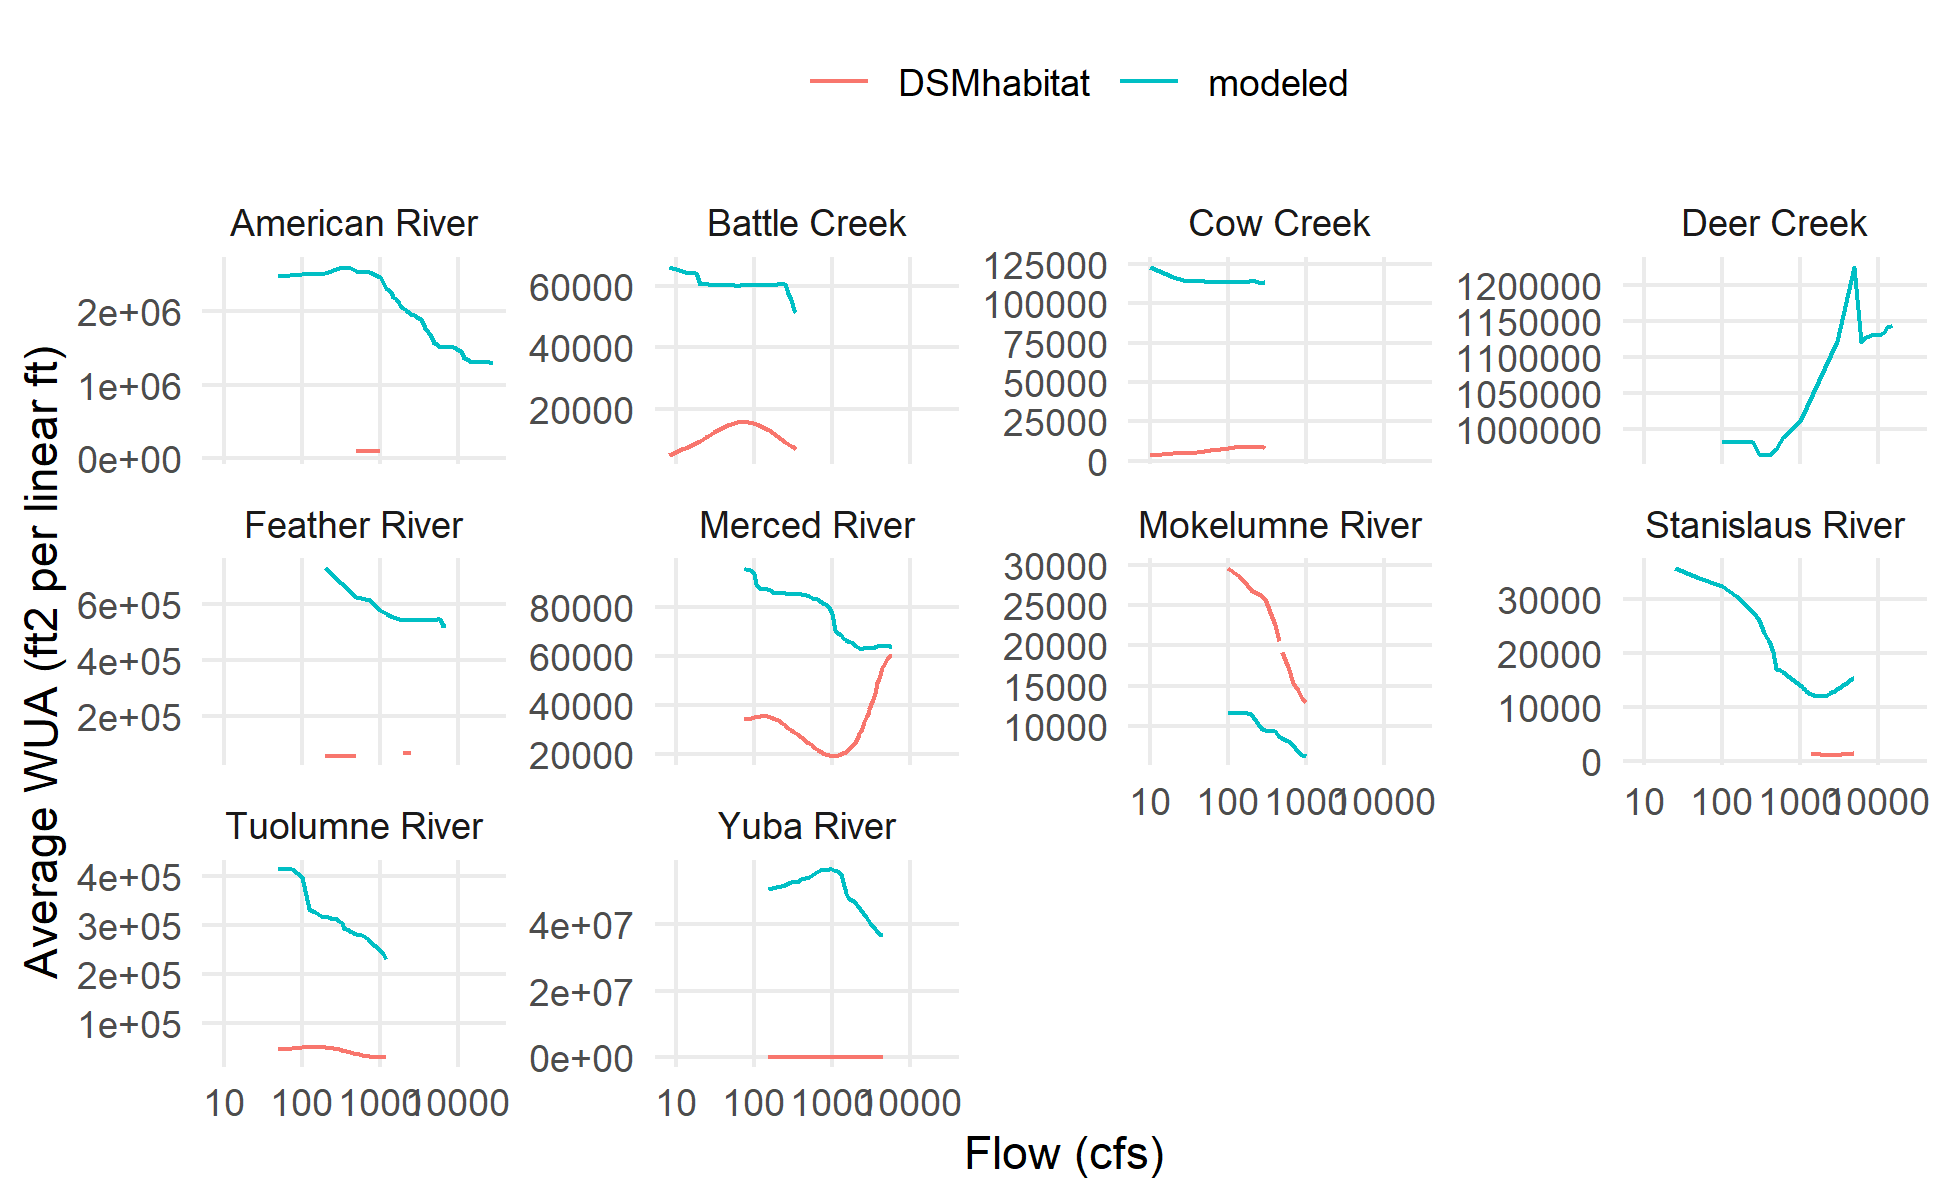 DSMhabitat modeled
American River Battle Creek Cow Creek Deer Creek
2e+06
1e+06
0e+00
60000
40000
20000
125000
100000
75000
50000
25000
0
1200000
1150000
1100000
1050000
1000000
Feather River Merced River Mokelumne River Stanislaus River
6e+05
4e+05
2e+05
80000
60000
40000
20000
30000
25000
20000
15000
10000
30000
20000
10000
0
10 100 1000 10000
10 100 1000 10000
Tuolumne River Yuba River
4e+05
3e+05
2e+05
1e+05
4e+07
2e+07
0e+00
10 100 1000 10000
10 100 1000 10000
Flow (cfs)
Average WUA (ft2 per linear ft)